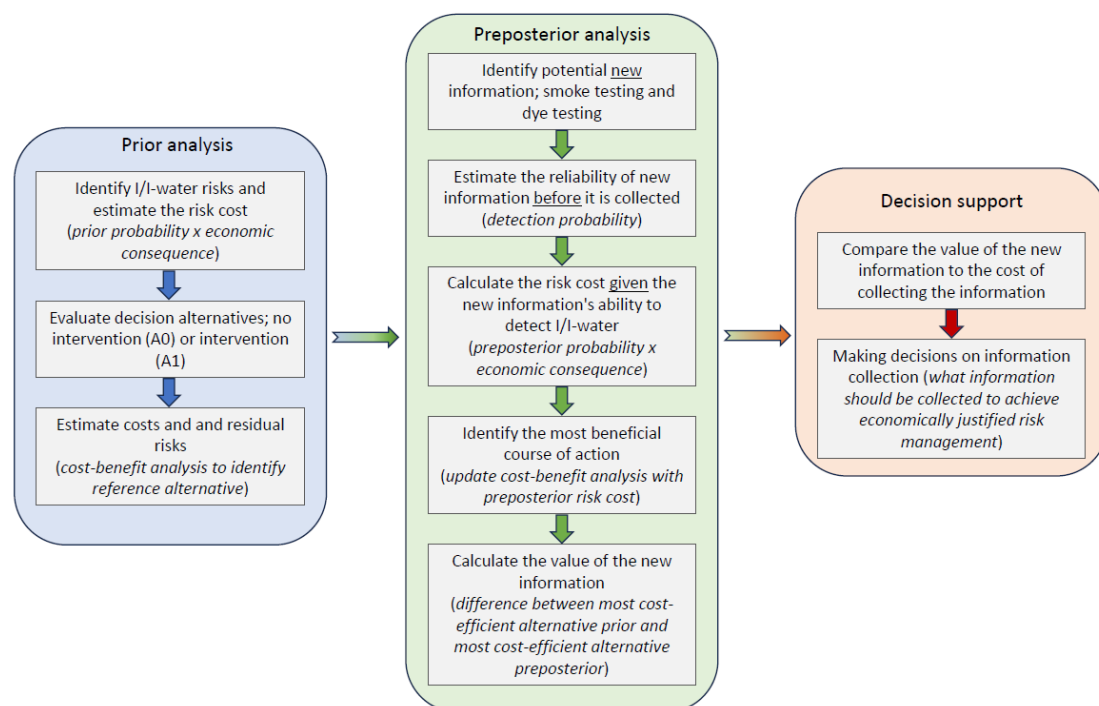 Prior analysis
Identify I/I-water risks and
estimate the risk cost
(prior probability x economic
consequence)
Evaluate decision alternatives; no
intervention (A0) or intervention
(A1)
Estimate costs and and residual
risks
(cost-benefit analysis to identify
reference alternative)
Preposterior analysis
Identify potential new
information; smoke testing and
dye testing
Estimate the reliability of new
information before it is collected
(detection probability)
Calculate the risk cost given the
new information's ability to
detect I/I-water
(preposterior probability x
economic consequence)
Identify the most beneficial
course of action
(update cost-benefit analysis with
preposterior risk cost)
Calculate the value of the new
information
(difference between most cost-
efficient alternative prior and
most cost-efficient alternative
preposterior)
Decision support
Compare the value of the new
information to the cost of
collecting the information
Making decisions on information
collection (what information
should be collected to achieve
economically justified risk
management)